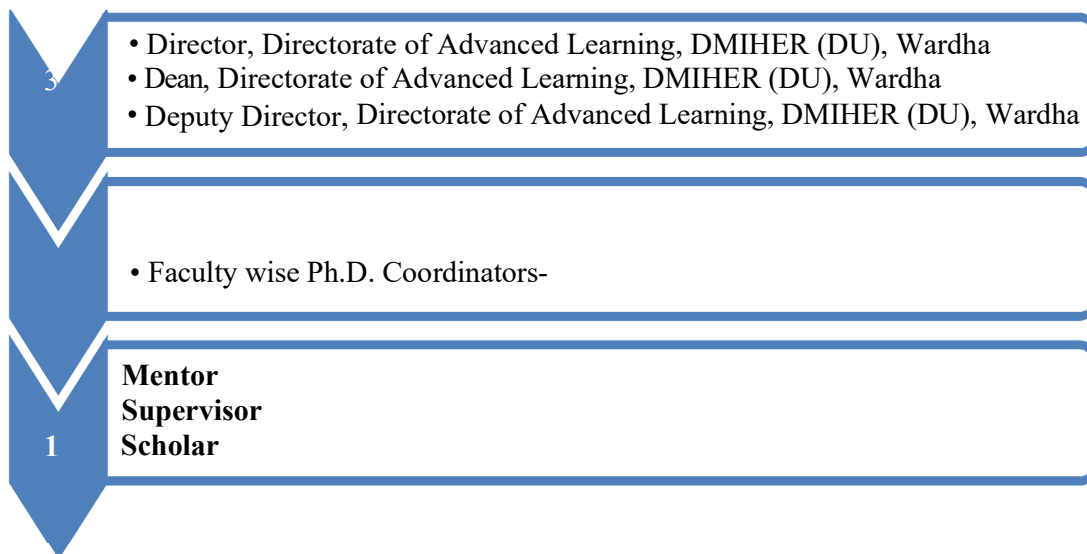 3
• Director, Directorate of Advanced Learning, DMIHER (DU), Wardha
• Dean, Directorate of Advanced Learning, DMIHER (DU), Wardha
• Deputy Director, Directorate of Advanced Learning, DMIHER (DU), Wardha
• Faculty wise Ph.D. Coordinators-
1
Mentor
Supervisor
Scholar